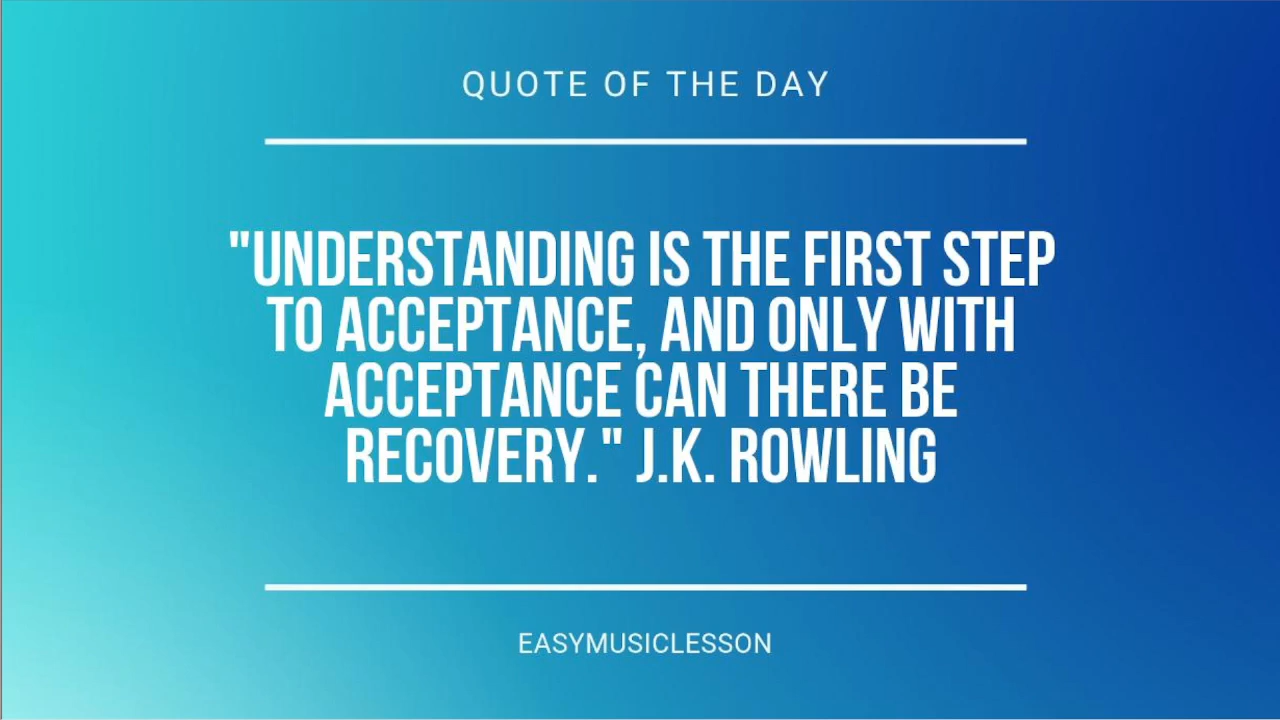 QUOTE OF THE DAY
"UNDERSTANDING IS THE FIRST STEP
TO ACCEPTANCE, AND ONLY WITH
ACCEPTANCE CAN THERE BE
RECOVERY." J.K. ROWLING
EASYMUSICLESSON